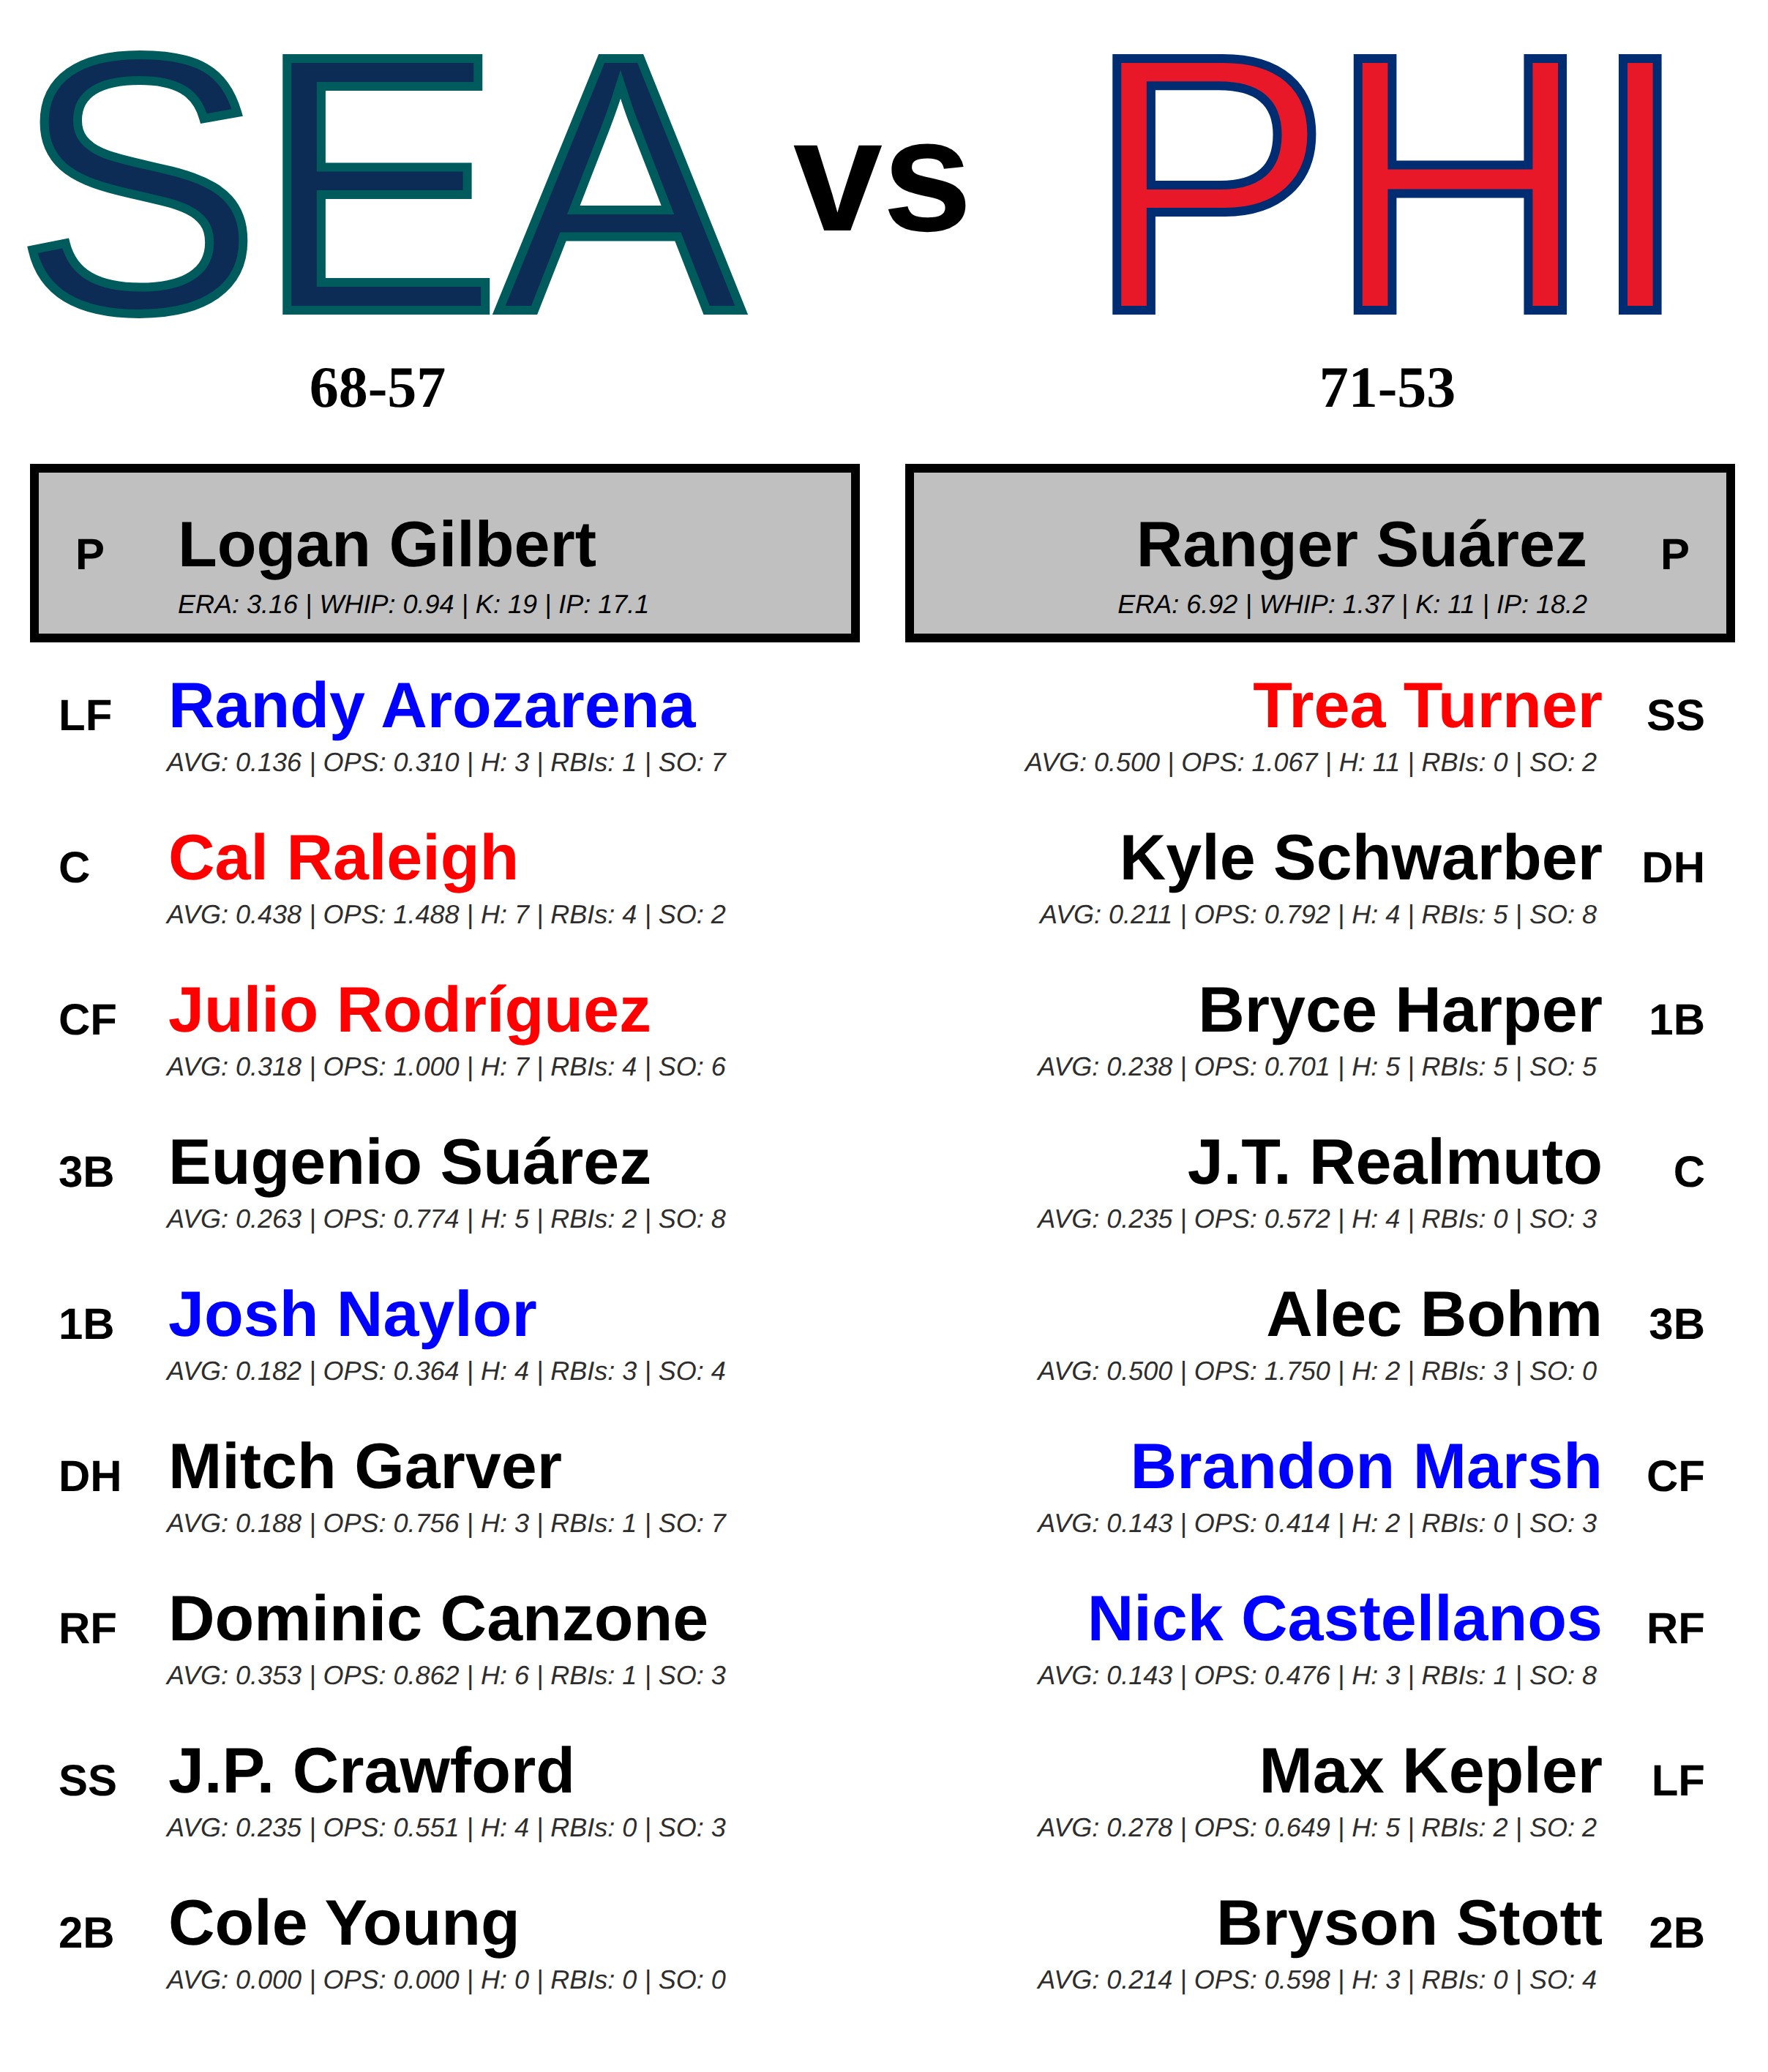 SEA vs PHI
68-57
71-53
P Logan Gilbert
ERA: 3.16 | WHIP: 0.94 | K: 19 | IP: 17.1
Ranger Suárez P
ERA: 6.92 | WHIP: 1.37 | K: 11 | IP: 18.2
LF Randy Arozarena
AVG: 0.136 | OPS: 0.310 | H: 3 | RBIs: 1 | SO: 7
C Cal Raleigh
AVG: 0.438 | OPS: 1.488 | H: 7 | RBIs: 4 | SO: 2
CF Julio Rodríguez
AVG: 0.318 | OPS: 1.000 | H: 7 | RBIs: 4 | SO: 6
3B Eugenio Suárez
AVG: 0.263 | OPS: 0.774 | H: 5 | RBIs: 2 | SO: 8
1B Josh Naylor
AVG: 0.182 | OPS: 0.364 | H: 4 | RBIs: 3 | SO: 4
DH Mitch Garver
AVG: 0.188 | OPS: 0.756 | H: 3 | RBIs: 1 | SO: 7
RF Dominic Canzone
AVG: 0.353 | OPS: 0.862 | H: 6 | RBIs: 1 | SO: 3
SS J.P. Crawford
AVG: 0.235 | OPS: 0.551 | H: 4 | RBIs: 0 | SO: 3
2B Cole Young
AVG: 0.000 | OPS: 0.000 | H: 0 | RBIs: 0 | SO: 0
Trea Turner SS
AVG: 0.500 | OPS: 1.067 | H: 11 | RBIs: 0 | SO: 2
Kyle Schwarber DH
AVG: 0.211 | OPS: 0.792 | H: 4 | RBIs: 5 | SO: 8
Bryce Harper 1B
AVG: 0.238 | OPS: 0.701 | H: 5 | RBIs: 5 | SO: 5
J.T. Realmuto C
AVG: 0.235 | OPS: 0.572 | H: 4 | RBIs: 0 | SO: 3
Alec Bohm 3B
AVG: 0.500 | OPS: 1.750 | H: 2 | RBIs: 3 | SO: 0
Brandon Marsh CF
AVG: 0.143 | OPS: 0.414 | H: 2 | RBIs: 0 | SO: 3
Nick Castellanos RF
AVG: 0.143 | OPS: 0.476 | H: 3 | RBIs: 1 | SO: 8
Max Kepler LF
AVG: 0.278 | OPS: 0.649 | H: 5 | RBIs: 2 | SO: 2
Bryson Stott 2B
AVG: 0.214 | OPS: 0.598 | H: 3 | RBIs: 0 | SO: 4